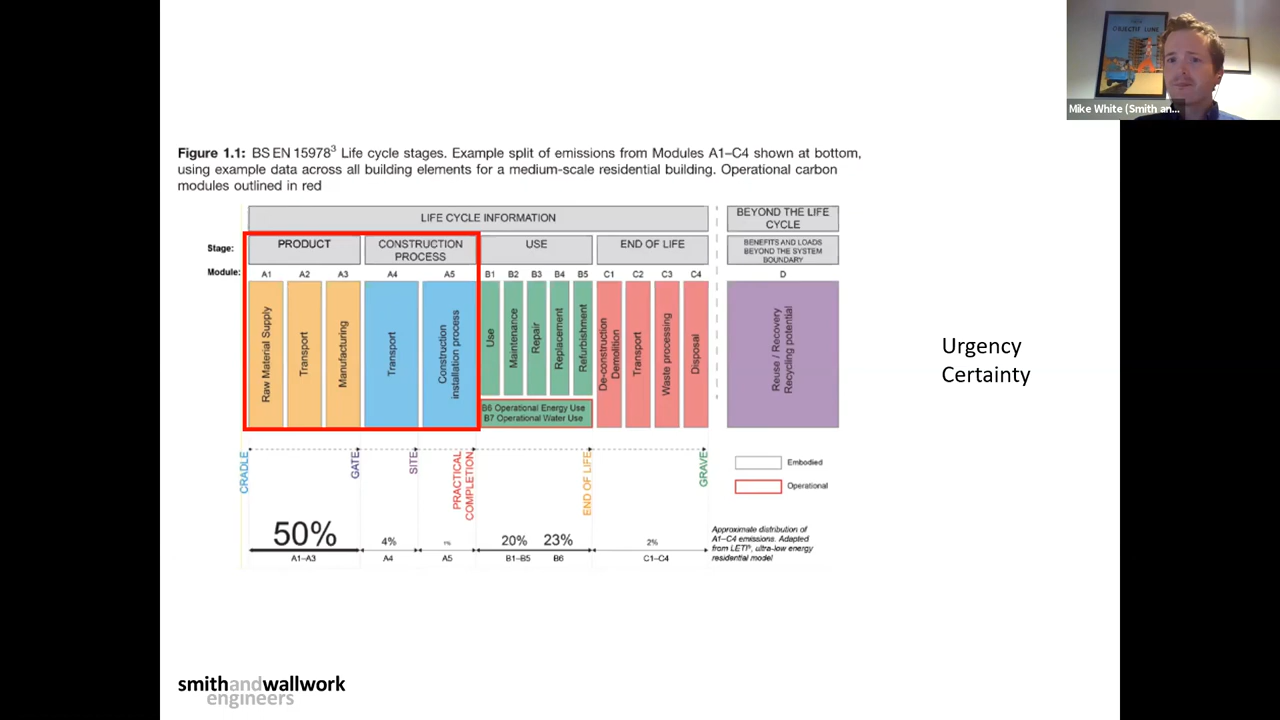 OBJECTIF LUNE
Mike White (Smith an...
Figure 1.1: BS EN 15978³ Life cycle stages. Example split of emissions from Modules A1–C4 shown at bottom,
using example data across all building elements for a medium-scale residential building. Operational carbon
modules outlined in red
LIFE CYCLE INFORMATION
BEYOND THE LIFE
CYCLE
Stage:
PRODUCT
CONSTRUCTION
PROCESS
USE
END OF LIFE
BENEFITS AND LOADS
BEYOND THE SYSTEM
BOUNDARY
Module:
A1
A2
A3
A4
A5
B1
B2
B3
B4
B5
C1
C2
C3
C4
D
Raw Material Supply
Transport
Manufacturing
Transport
Construction
installation process
Use
Maintenance
Repair
Replacement
Refurbishment
De-construction
Demolition
Transport
Waste processing
Disposal
Reuse / Recovery
Recycling potential
B6 Operational Energy Use
B7 Operational Water Use
Urgency
Certainty
CRADLE
GATE
SITE
PRACTICAL
COMPLETION
END OF LIFE
GRAVE
Embodied
Operational
50%
4%
1%
20%
23%
2%
A1–A3
A4
A5
B1–B5
B6
C1–C4
Approximate distribution of
A1–C4 emissions. Adapted
from LETI⁵, ultra-low energy
residential model
smithandwallwork
engineers